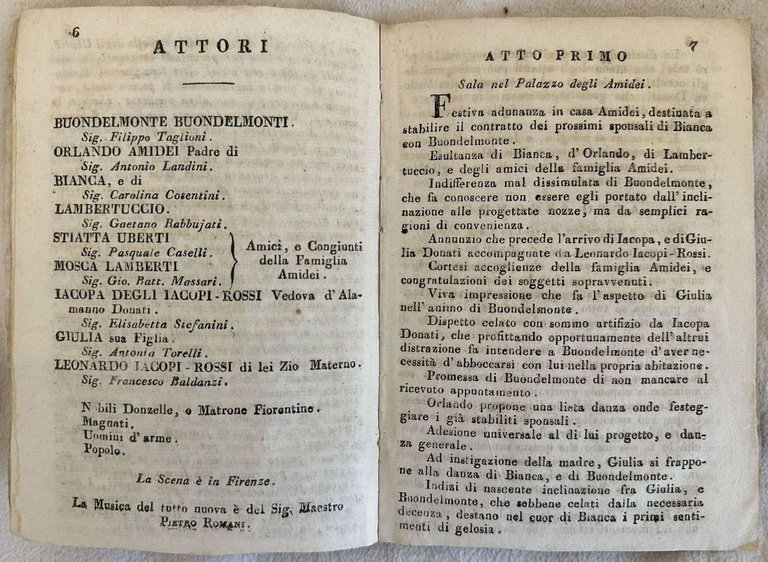 6
ATTORI
BUONDELMONTE BUONDELMONTI.
Sig. Filippo Taglioni.
ORLANDO AMIDEI Padre di
Sig. Antonio Landini.
BIANCA, e di
Sig. Carolina Cosentini.
LAMBERTUCCIO.
Sig. Gaetano Rabbujati.
STIATTA UBERTI
Sig. Pasquale Caselli.
MOSCA LAMBERTI
Sig. Gio. Batt. Massari.
Amici, e Congiunti
della Famiglia
Amidei.
IACOPA DEGLI IACOPI-ROSSI Vedova d'Ala-
manno Donati.
Sig. Elisabetta Stefanini.
GIULIA sua Figlia.
Sig. Antonia Torelli.
LEONARDO IACOPI-ROSSI di lei Zio Materno.
Sig. Francesco Baldanzi.
Nobili Donzelle, e Matrone Fiorentine.
Magnati.
Uomini d'arme.
Popolo.
La Scena è in Firenze.
La Musica del tutto nuova è del Sig. Maestro
PIETRO ROMANI.
7
ATTO PRIMO
Sala nel Palazzo degli Amidei.
Festiva adunanza in casa Amidei, destinata a
stabilire il contratto dei prossimi sponsali di Bianca
con Buondelmonte.
Esultanza di Bianca, d'Orlando, di Lamber-
tuccio, e degli amici della famiglia Amidei.
Indifferenza mal dissimulata di Buondelmonte,
che fa conoscere non essere egli portato dall'incli-
nazione alle progettate nozze, ma da semplici ra-
gioni di convenienza.
Annunzio che precede l'arrivo di Iacopa, e di Giu-
lia Donati accompagnate da Leonardo Iacopi-Rossi.
Cortesi accoglienze della famiglia Amidei, e
congratulazioni dei soggetti sopravvenuti.
Viva impressione che fa l'aspetto di Giulia
nell'animo di Buondelmonte.
Dispetto celato con sommo artifizio da Iacopa
Donati, che profittando opportunamente dell'altrui
distrazione fa intendere a Buondelmonte d'aver ne-
cessità d'abboccarsi con lui nella propria abitazione.
Promessa di Buondelmonte di non mancare al
ricevuto appuntamento.
Orlando propone una lieta danza onde festeg-
giare i già stabiliti sponsali.
Adesione universale al di lui progetto, e dan-
za generale.
Ad instigazione della madre, Giulia si frappo-
ne alla danza di Bianca, e di Buondelmonte.
Indizi di nascente inclinazione fra Giulia, e
Buondelmonte, che sebbene celati dalla necessaria
decenza, destano nel cuor di Bianca i primi senti-
menti di gelosia.